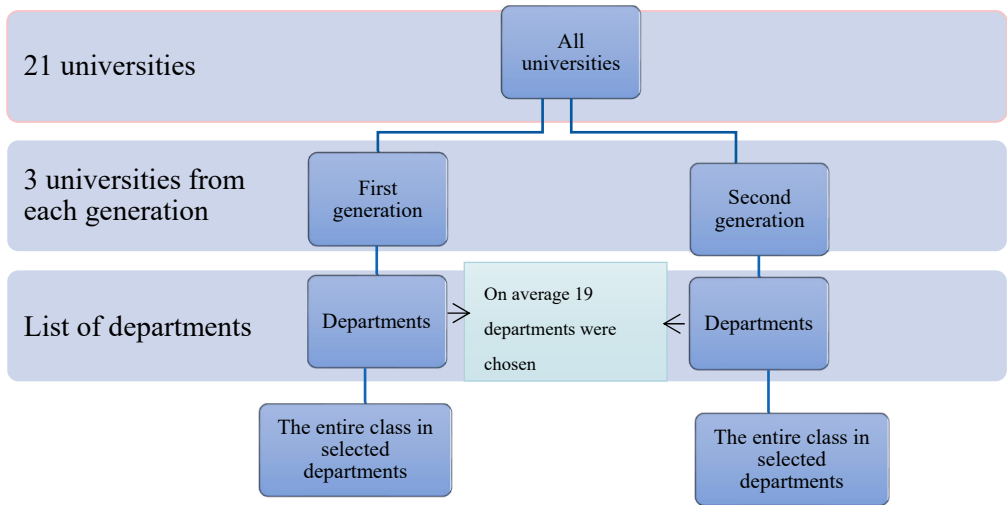 All
universities
21 universities
3 universities from
each generation
First
generation
Second
generation
List of departments
Departments
On average 19
departments were
chosen
Departments
The entire class in
selected
departments
The entire class in
selected
departments